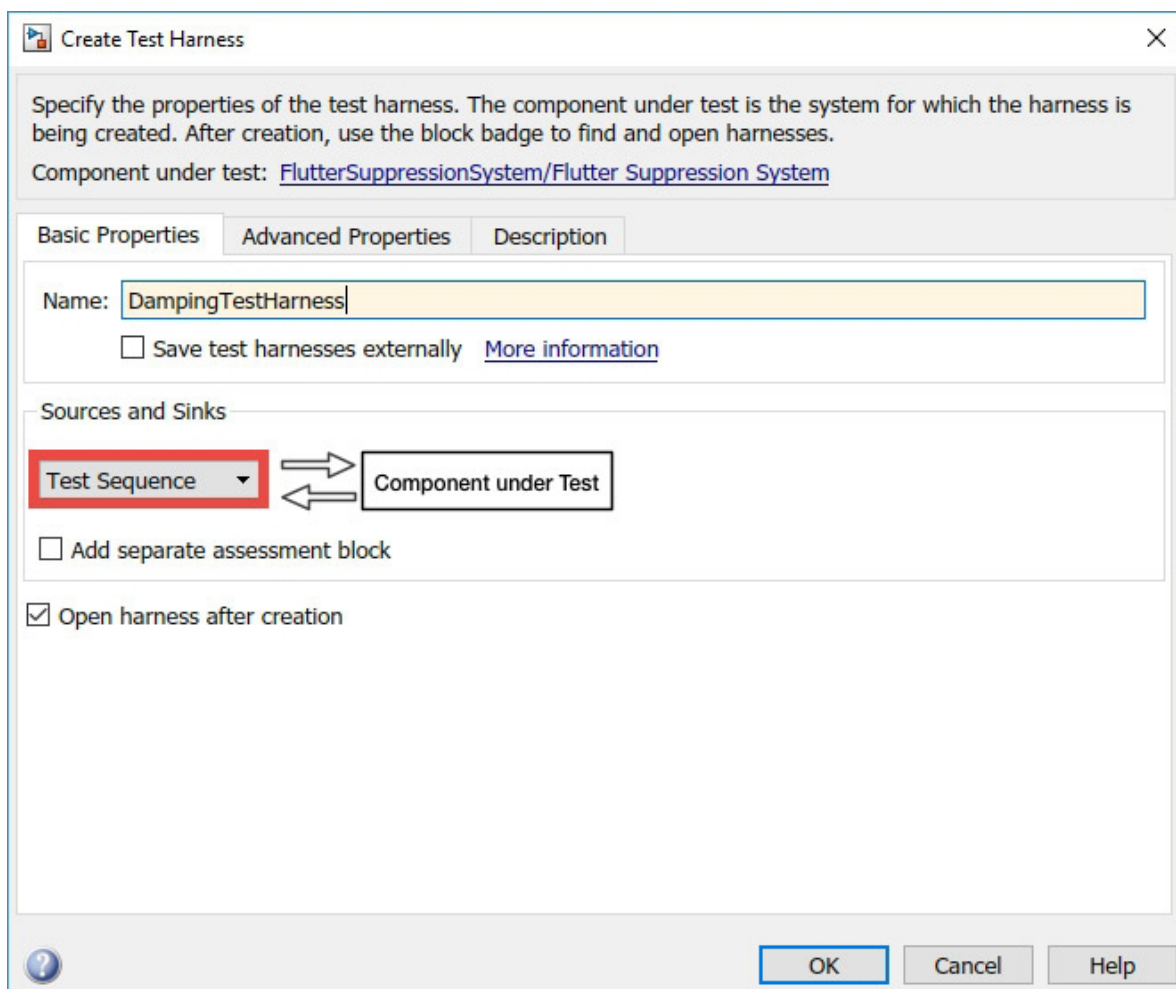 Create Test Harness
Specify the properties of the test harness. The component under test is the system for which the harness is
being created. After creation, use the block badge to find and open harnesses.
Component under test: FlutterSuppressionSystem/Flutter Suppression System
Basic Properties Advanced Properties Description
Name: DampingTestHarness
Save test harnesses externally More information
Sources and Sinks
Test Sequence Component under Test
Add separate assessment block
Open harness after creation
? OK Cancel Help